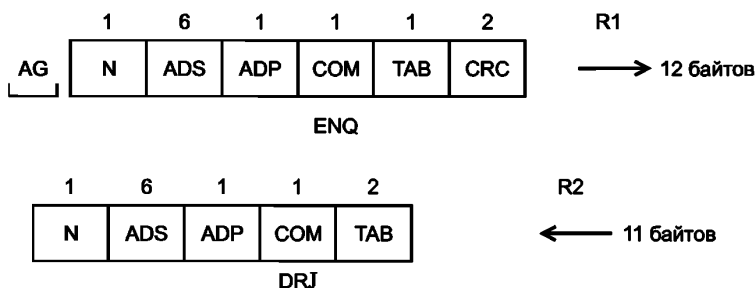 1 6 1 1 1 2 R1
AG N ADS ADP COM TAB CRC 12 байтов
ENQ
1 6 1 1 2 R2
N ADS ADP COM TAB 11 байтов
DRJ